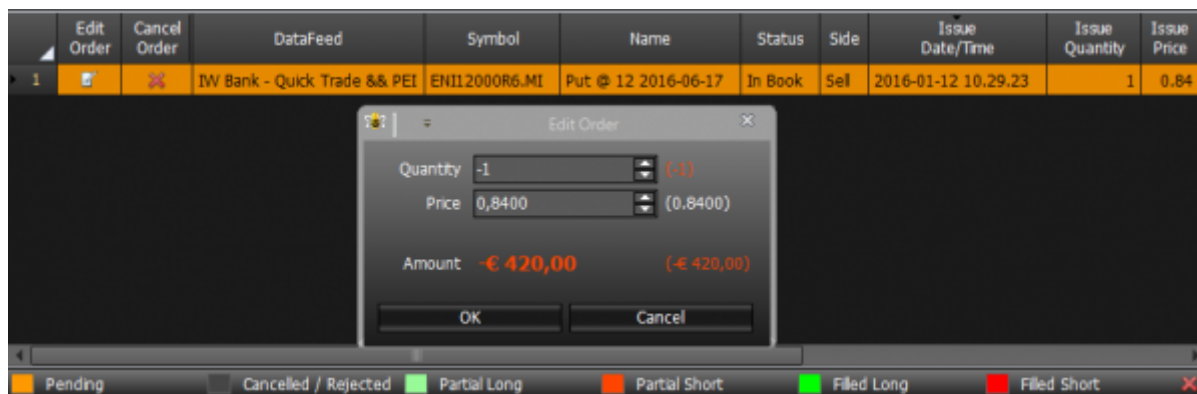 Edit Order Cancel Order DataFeed Symbol Name Status Side Issue Date/Time Issue Quantity Issue Price
1 IW Bank - Quick Trade && PEI ENI12000R6.MI Put @ 12 2016-06-17 In Book Sell 2016-01-12 10.29.23 1 0.84
Edit Order
Quantity -1 (-1)
Price 0,8400 (0.8400)
Amount -€ 420,00 (-€ 420,00)
OK Cancel
Pending Cancelled / Rejected Partial Long Partial Short Filled Long Filled Short